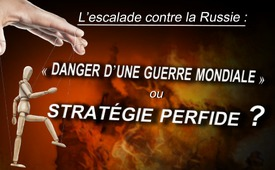 L'escalade contre la Russie :
« DANGER D'UNE GUERRE MONDIALE »
ou
STRATÉGIE PERFIDE ?